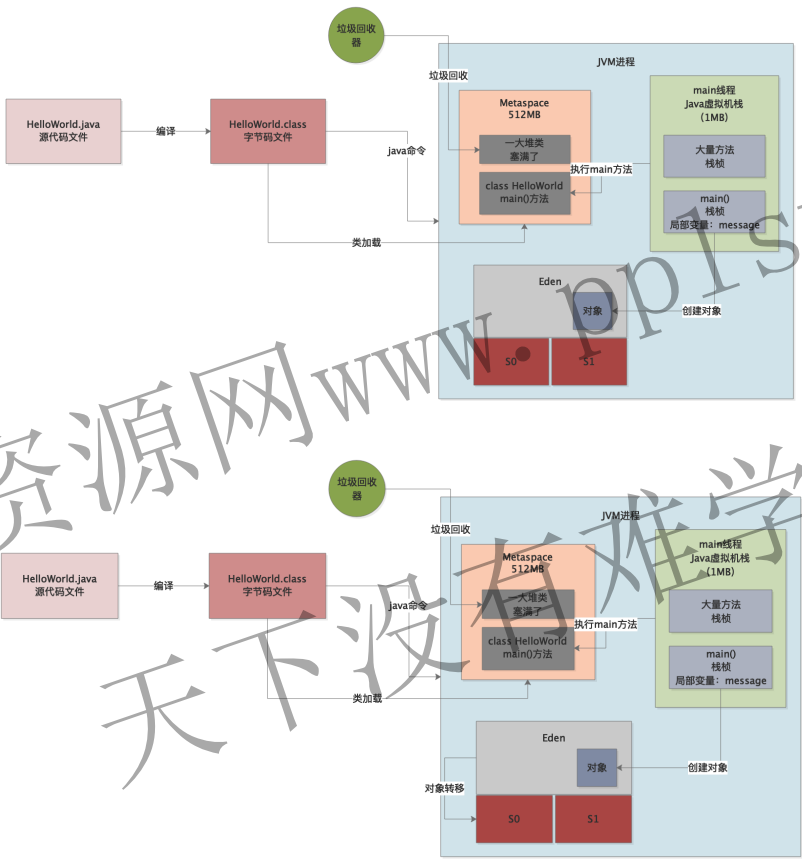 垃圾回收
器
JVM进程
垃圾回收
Metaspace
512MB
main线程
Java虚拟机栈
（1MB）
HelloWorld.java
源代码文件
编译
HelloWorld.class
字节码文件
java命令
一大堆类
塞满了
大量方法
栈桢
执行main方法
class HelloWorld
main()方法
main()
栈桢
局部变量：message
类加载
Eden
对象
创建对象
S0
S1
资源网www.pp1s
垃圾回收
器
JVM进程
垃圾回收
Metaspace
512MB
main线程
Java虚拟机栈
（1MB）
HelloWorld.java
源代码文件
编译
HelloWorld.class
字节码文件
java命令
一大堆类
塞满了
大量方法
栈桢
执行main方法
class HelloWorld
main()方法
main()
栈桢
局部变量：message
类加载
Eden
对象
创建对象
对象转移
S0
S1
天下没有难学